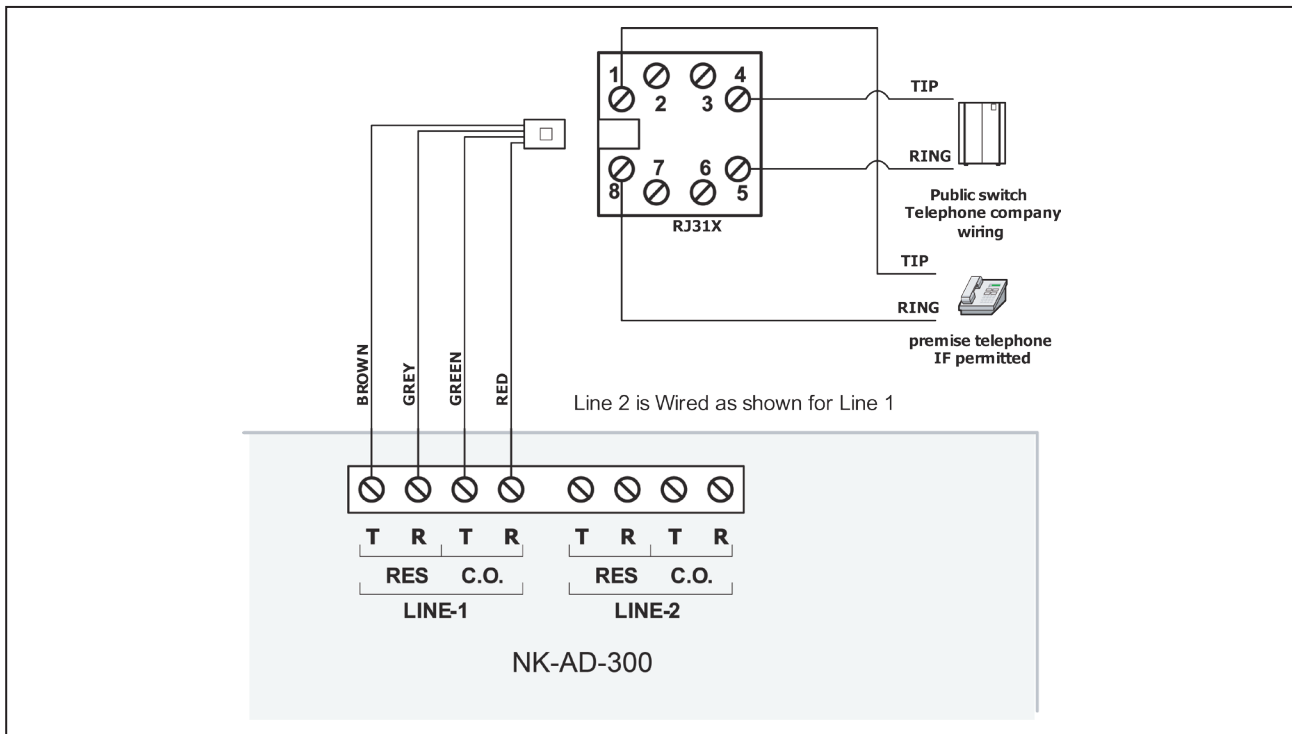 1 4
2 3
TIP
RING
7 6
8 5
RJ31X
Public switch
Telephone company
wiring
TIP
RING
premise telephone
IF permitted
BROWN
GREY
GREEN
RED
Line 2 is Wired as shown for Line 1
T R T R T R T R
RES C.O. RES C.O.
LINE-1 LINE-2
NK-AD-300